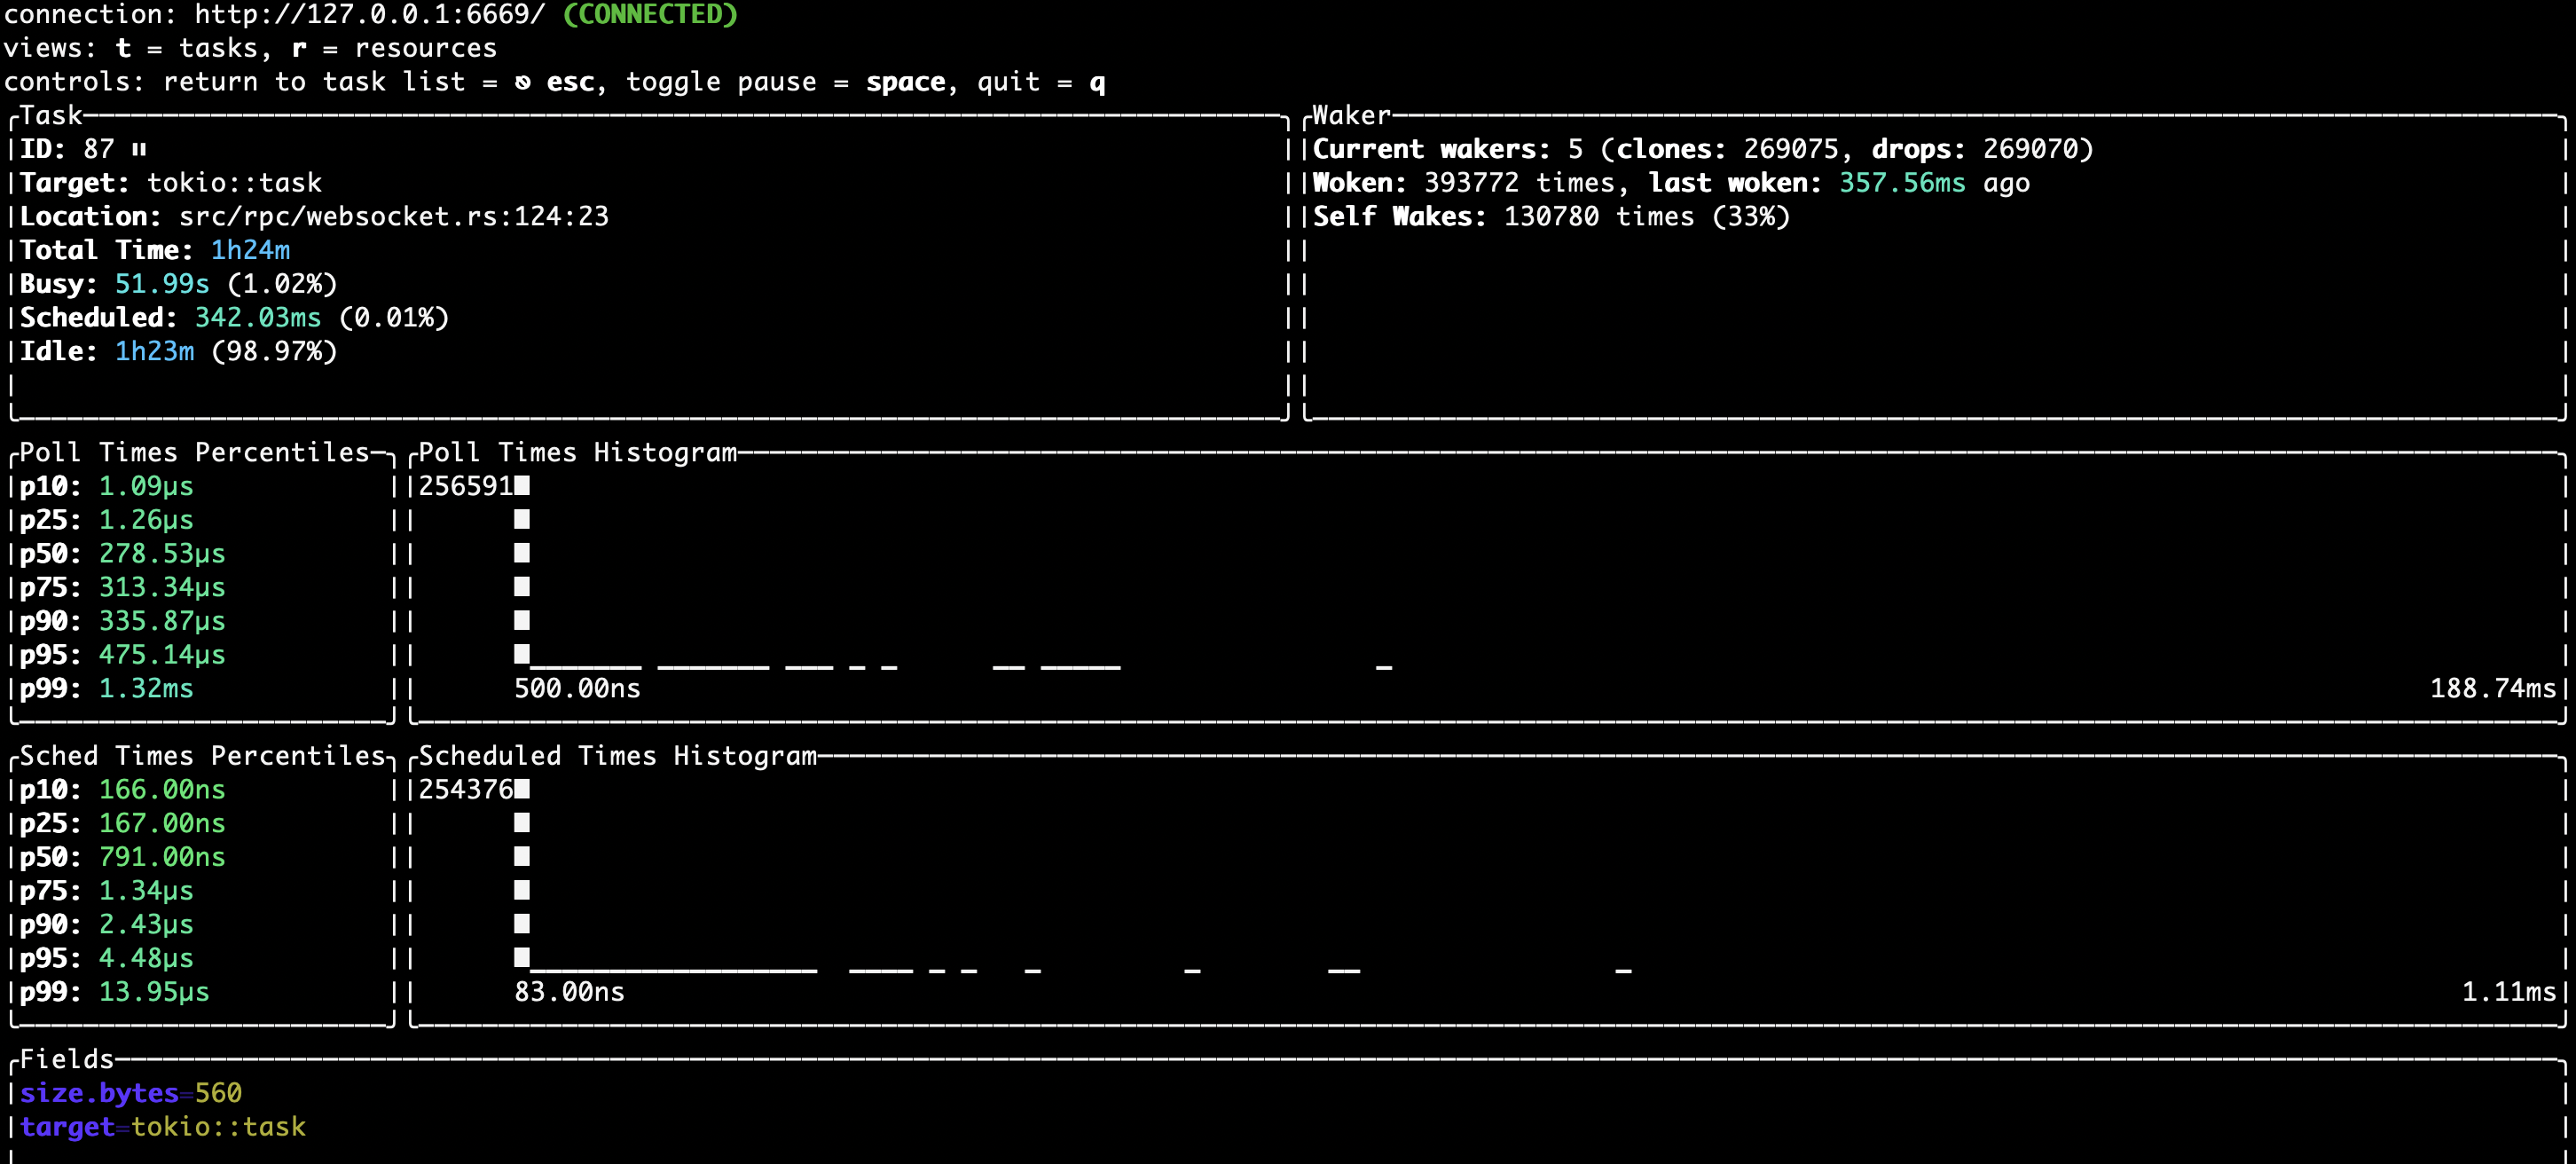 connection: http://127.0.0.1:6669/ (CONNECTED)
views: t = tasks, r = resources
controls: return to task list = ⎋ esc, toggle pause = space, quit = q
Task
ID: 87 ⏸
Target: tokio::task
Location: src/rpc/websocket.rs:124:23
Total Time: 1h24m
Busy: 51.99s (1.02%)
Scheduled: 342.03ms (0.01%)
Idle: 1h23m (98.97%)
Waker
Current wakers: 5 (clones: 269075, drops: 269070)
Woken: 393772 times, last woken: 357.56ms ago
Self Wakes: 130780 times (33%)
Poll Times Percentiles
p10: 1.09µs
p25: 1.26µs
p50: 278.53µs
p75: 313.34µs
p90: 335.87µs
p95: 475.14µs
p99: 1.32ms
Poll Times Histogram
256591
500.00ns 188.74ms
Sched Times Percentiles
p10: 166.00ns
p25: 167.00ns
p50: 791.00ns
p75: 1.34µs
p90: 2.43µs
p95: 4.48µs
p99: 13.95µs
Scheduled Times Histogram
254376
83.00ns 1.11ms
Fields
size.bytes=560
target=tokio::task